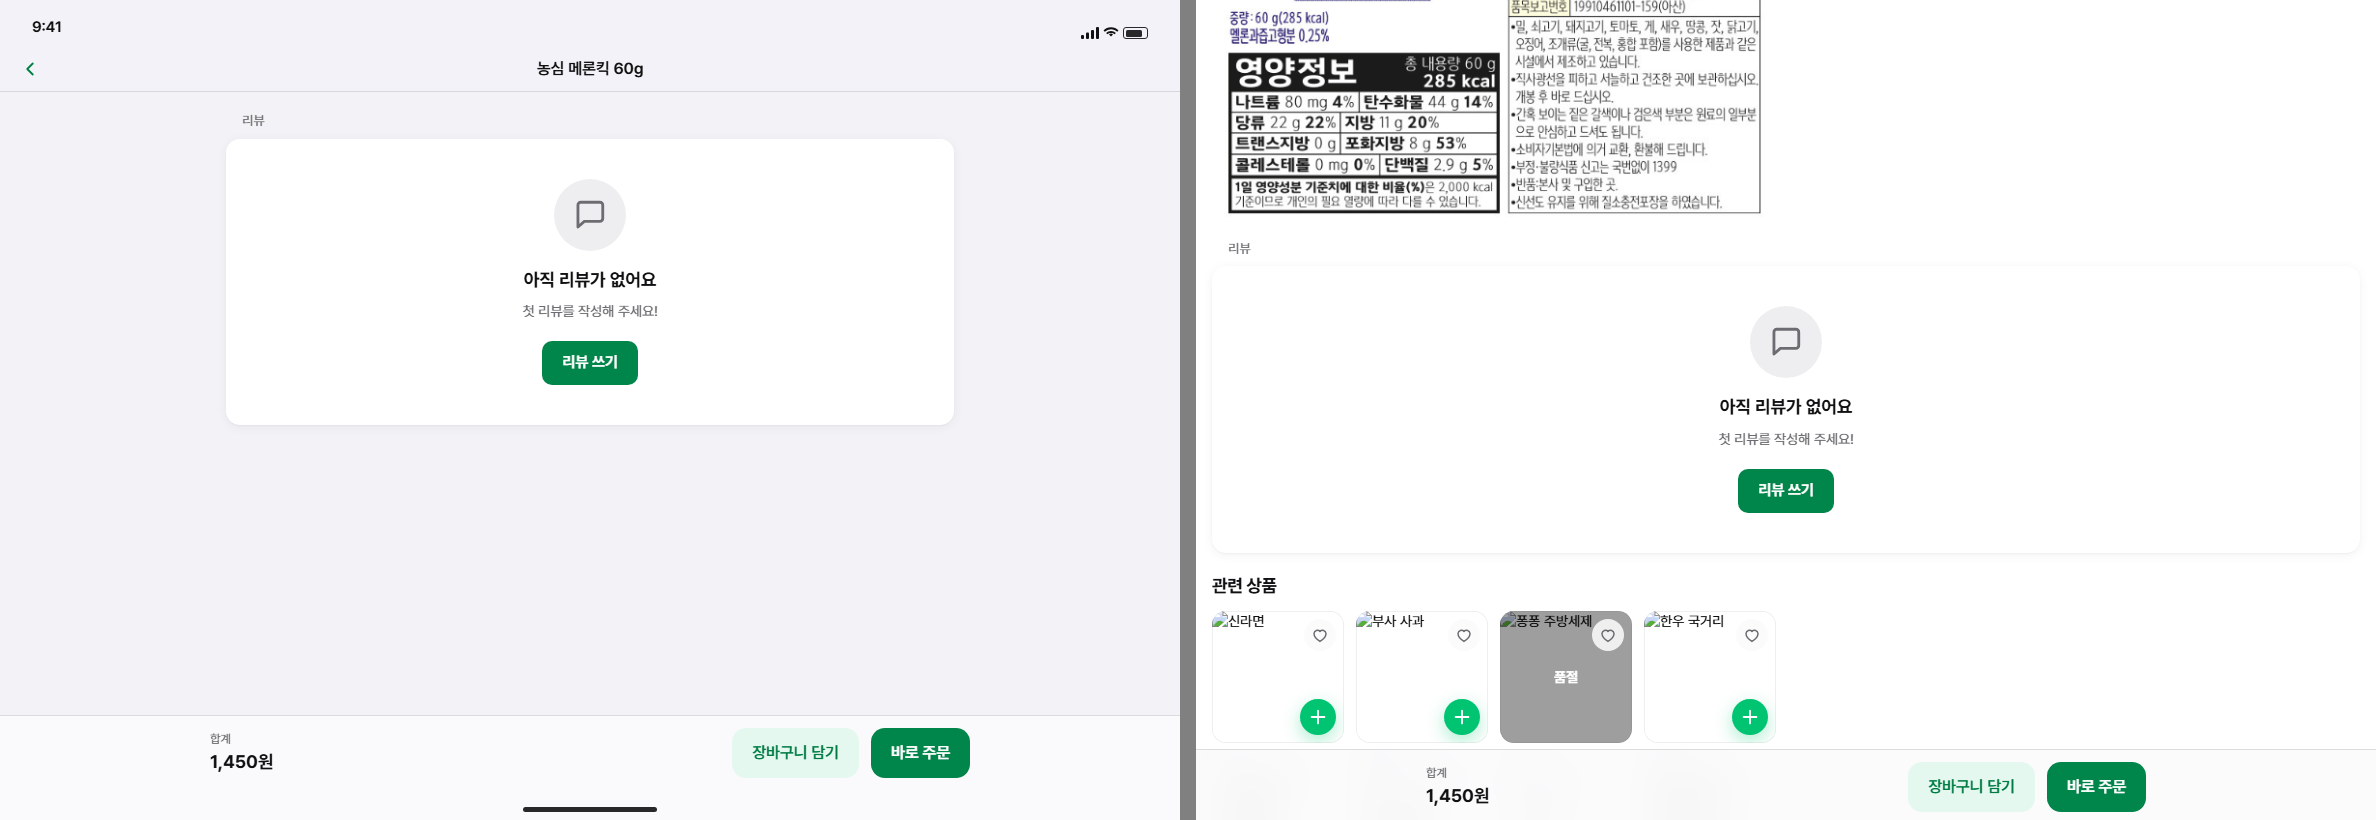 9:41
농심 메론킥 60g
리뷰
아직 리뷰가 없어요
첫 리뷰를 작성해 주세요!
리뷰 쓰기
합계
1,450원
장바구니 담기
바로 주문
중량:60 g(285 kcal)
멜론과즙고형분 0.25%
영양정보
총 내용량 60 g
285 kcal
나트륨 80 mg 4% 탄수화물 44 g 14%
당류 22 g 22% 지방 11 g 20%
트랜스지방 0 g 포화지방 8 g 53%
콜레스테롤 0 mg 0% 단백질 2.9 g 5%
1일 영양성분 기준치에 대한 비율(%)은 2,000 kcal
기준이므로 개인의 필요 열량에 따라 다를 수 있습니다.
품목보고번호 19910461101-159(아산)
•밀, 쇠고기, 돼지고기, 토마토, 게, 새우, 땅콩, 잣, 닭고기,
오징어, 조개류(굴, 전복, 홍합 포함)를 사용한 제품과 같은
시설에서 제조하고 있습니다.
•직사광선을 피하고 서늘하고 건조한 곳에 보관하십시오.
개봉 후 바로 드십시오.
•간혹 보이는 짙은 갈색이나 검은색 부분은 원료의 일부분
으로 안심하고 드셔도 됩니다.
•소비자기본법에 의거 교환, 환불해 드립니다.
•부정·불량식품 신고는 국번없이 1399
•반품:본사 및 구입한 곳.
•신선도 유지를 위해 질소충전포장을 하였습니다.
리뷰
아직 리뷰가 없어요
첫 리뷰를 작성해 주세요!
리뷰 쓰기
관련 상품
신라면
부사 사과
퐁퐁 주방세제
품절
한우 국거리
합계
1,450원
장바구니 담기
바로 주문